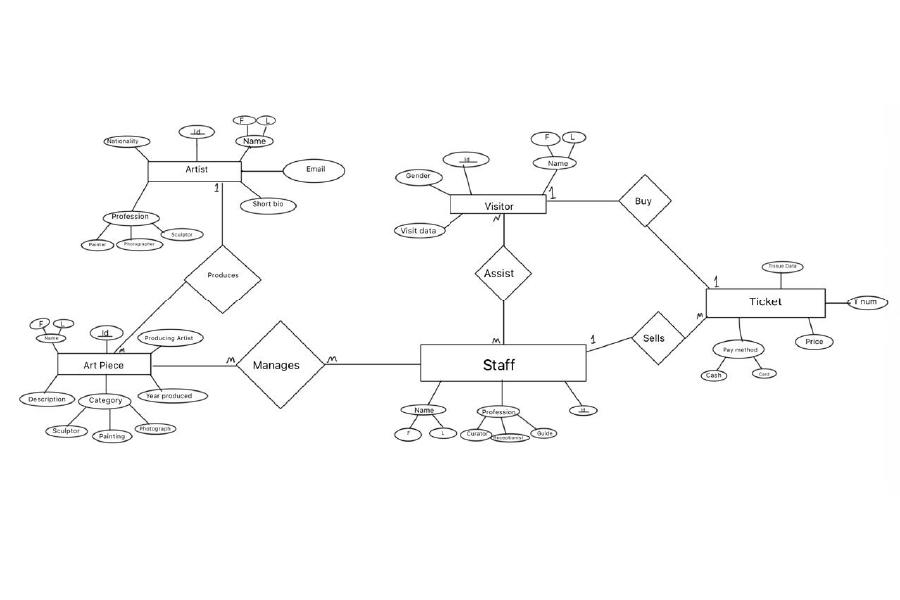 F L
Id
Nationality
Name
Artist
Email
1
Short bio
Profession
Painter
Photographer
Sculptor
Produces
M
F L
Name
Id
Producing Artist
Art Piece
Description
Category
Year produced
Sculptor
Painting
Photograph
M
Manages
M
F L
Id
Name
Gender
Visitor
1
Visit data
M
Buy
Assist
M
1
Staff
1
Sells
M
Ticket
T num
Pay method
Price
Cash
Card
Name
F
L
Profession
Curator
Receptionist
Guide
Id